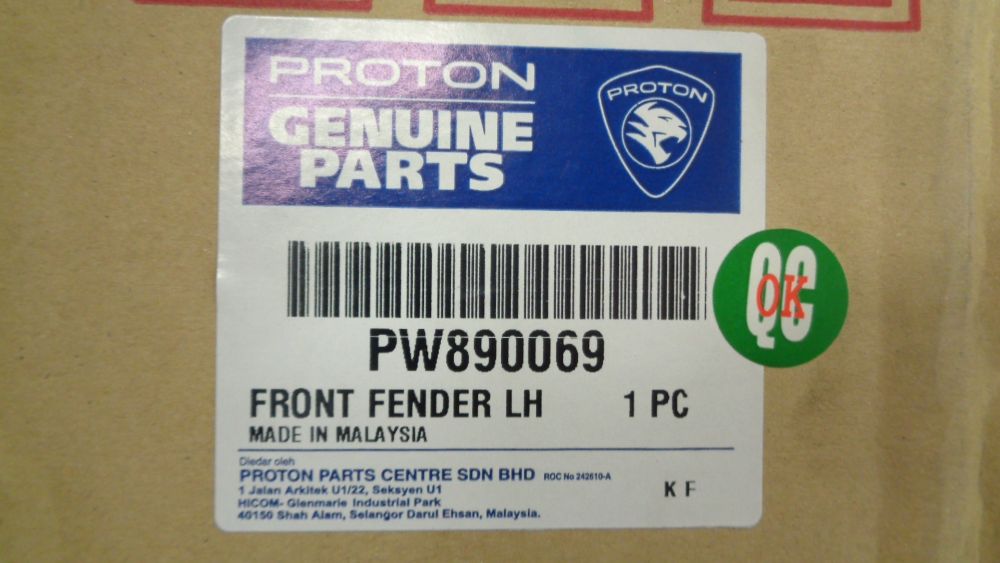 PROTON
GENUINE
PARTS
PROTON
QC
OK
PW890069
FRONT FENDER LH 1 PC
MADE IN MALAYSIA
Diedar oleh
PROTON PARTS CENTRE SDN BHD ROC No 242610-A
1 Jalan Arkitek U1/22, Seksyen U1
HICOM- Glenmarie Industrial Park
40150 Shah Alam, Selangor Darul Ehsan, Malaysia.
K F